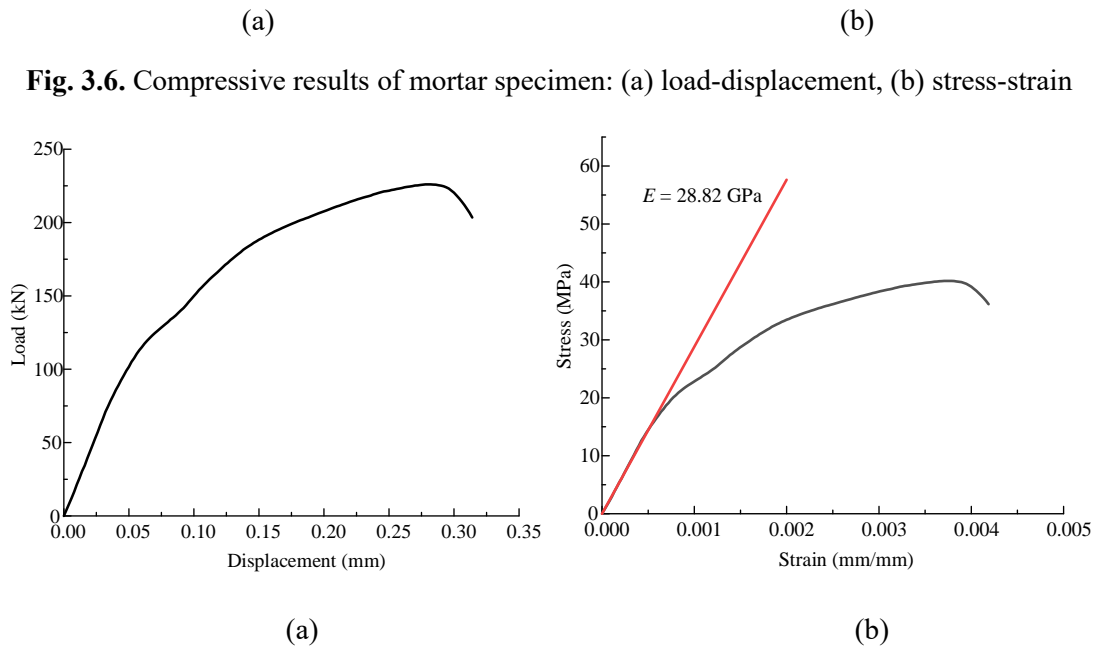 (a) (b)
Fig. 3.6. Compressive results of mortar specimen: (a) load-displacement, (b) stress-strain
250
200
150
100
50
0
0.00 0.05 0.10 0.15 0.20 0.25 0.30 0.35
Load (kN)
Displacement (mm)
60
50
40
30
20
10
0
0.000 0.001 0.002 0.003 0.004 0.005
Stress (MPa)
Strain (mm/mm)
E = 28.82 GPa
(a) (b)